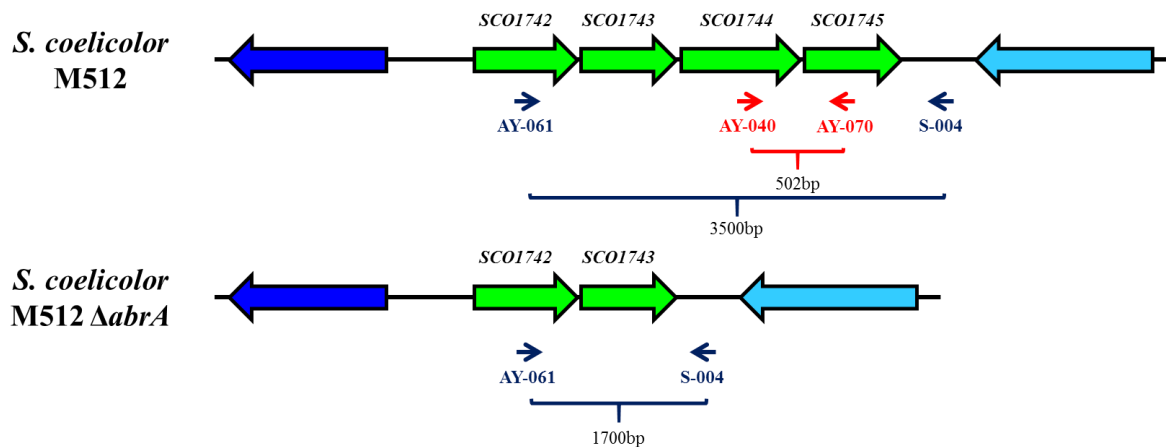 SCO1742 SCO1743 SCO1744 SCO1745
S. coelicolor
M512
AY-061 AY-040 AY-070 S-004
502bp
3500bp
SCO1742 SCO1743
S. coelicolor
M512 ΔabrA
AY-061 S-004
1700bp